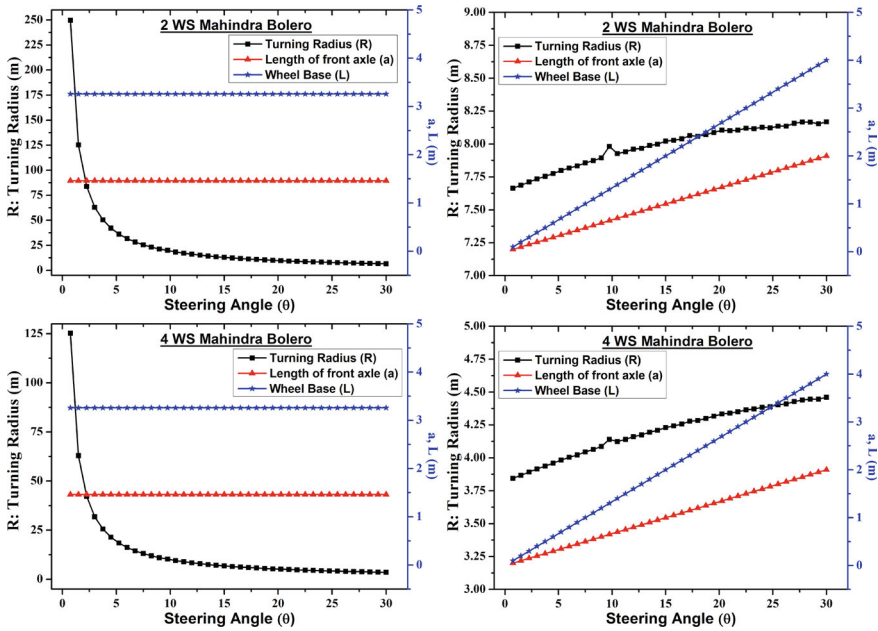 2 WS Mahindra Bolero
Turning Radius (R)
Length of front axle (a)
Wheel Base (L)
R: Turning Radius (m)
250
225
200
175
150
125
100
75
50
25
0
a, L (m)
5
4
3
2
1
0
0 5 10 15 20 25 30
Steering Angle (θ)
2 WS Mahindra Bolero
Turning Radius (R)
Length of front axle (a)
Wheel Base (L)
R: Turning Radius (m)
9.00
8.75
8.50
8.25
8.00
7.75
7.50
7.25
7.00
a, L (m)
5
4
3
2
1
0
0 5 10 15 20 25 30
Steering Angle (θ)
4 WS Mahindra Bolero
Turning Radius (R)
Length of front axle (a)
Wheel Base (L)
R: Turning Radius (m)
125
100
75
50
25
0
a, L (m)
5
4
3
2
1
0
0 5 10 15 20 25 30
Steering Angle (θ)
4 WS Mahindra Bolero
Turning Radius (R)
Length of front axle (a)
Wheel Base (L)
R: Turning Radius (m)
5.00
4.75
4.50
4.25
4.00
3.75
3.50
3.25
3.00
a, L (m)
5
4
3
2
1
0
0 5 10 15 20 25 30
Steering Angle (θ)